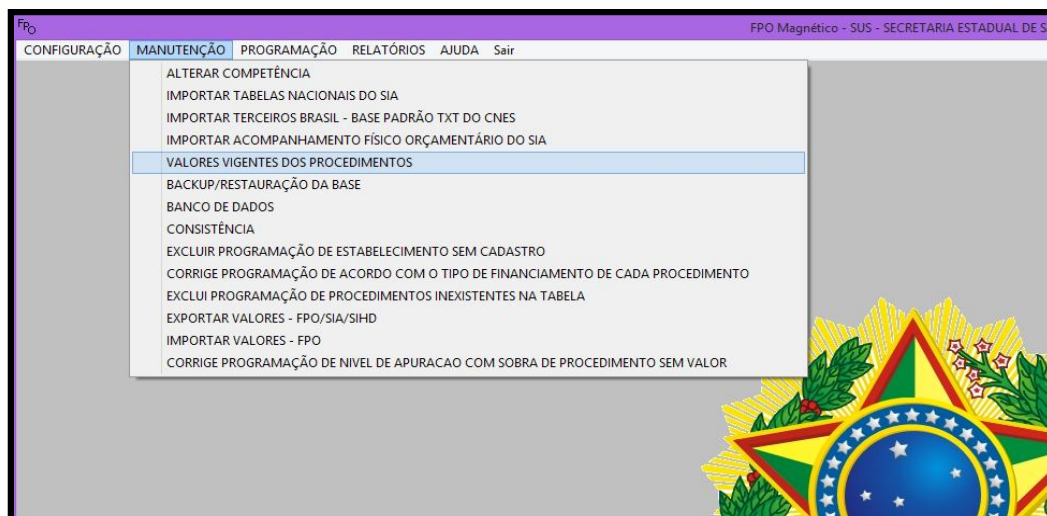 FPO
FPO Magnético - SUS - SECRETARIA ESTADUAL DE S
CONFIGURAÇÃO MANUTENÇÃO PROGRAMAÇÃO RELATÓRIOS AJUDA Sair
ALTERAR COMPETÊNCIA
IMPORTAR TABELAS NACIONAIS DO SIA
IMPORTAR TERCEIROS BRASIL - BASE PADRÃO TXT DO CNES
IMPORTAR ACOMPANHAMENTO FÍSICO ORÇAMENTÁRIO DO SIA
VALORES VIGENTES DOS PROCEDIMENTOS
BACKUP/RESTAURAÇÃO DA BASE
BANCO DE DADOS
CONSISTÊNCIA
EXCLUIR PROGRAMAÇÃO DE ESTABELECIMENTO SEM CADASTRO
CORRIGE PROGRAMAÇÃO DE ACORDO COM O TIPO DE FINANCIAMENTO DE CADA PROCEDIMENTO
EXCLUI PROGRAMAÇÃO DE PROCEDIMENTOS INEXISTENTES NA TABELA
EXPORTAR VALORES - FPO/SIA/SIHD
IMPORTAR VALORES - FPO
CORRIGE PROGRAMAÇÃO DE NIVEL DE APURACAO COM SOBRA DE PROCEDIMENTO SEM VALOR